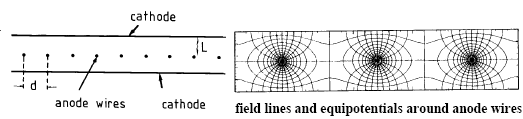 cathode
L
d
anode wires
cathode
field lines and equipotentials around anode wires